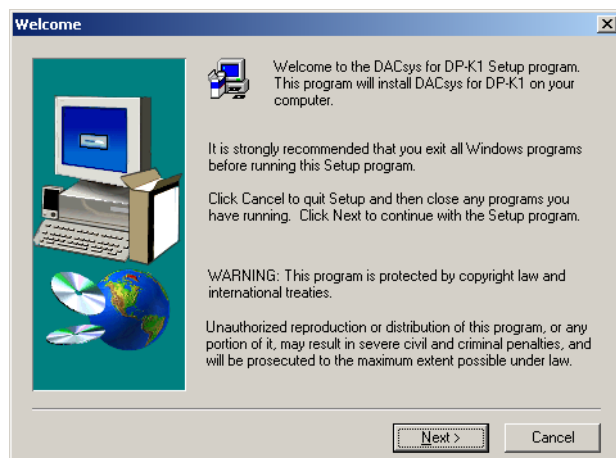 Welcome
Welcome to the DACsys for DP-K1 Setup program.
This program will install DACsys for DP-K1 on your
computer.
It is strongly recommended that you exit all Windows programs
before running this Setup program.
Click Cancel to quit Setup and then close any programs you
have running. Click Next to continue with the Setup program.
WARNING: This program is protected by copyright law and
international treaties.
Unauthorized reproduction or distribution of this program, or any
portion of it, may result in severe civil and criminal penalties, and
will be prosecuted to the maximum extent possible under law.
Next >
Cancel